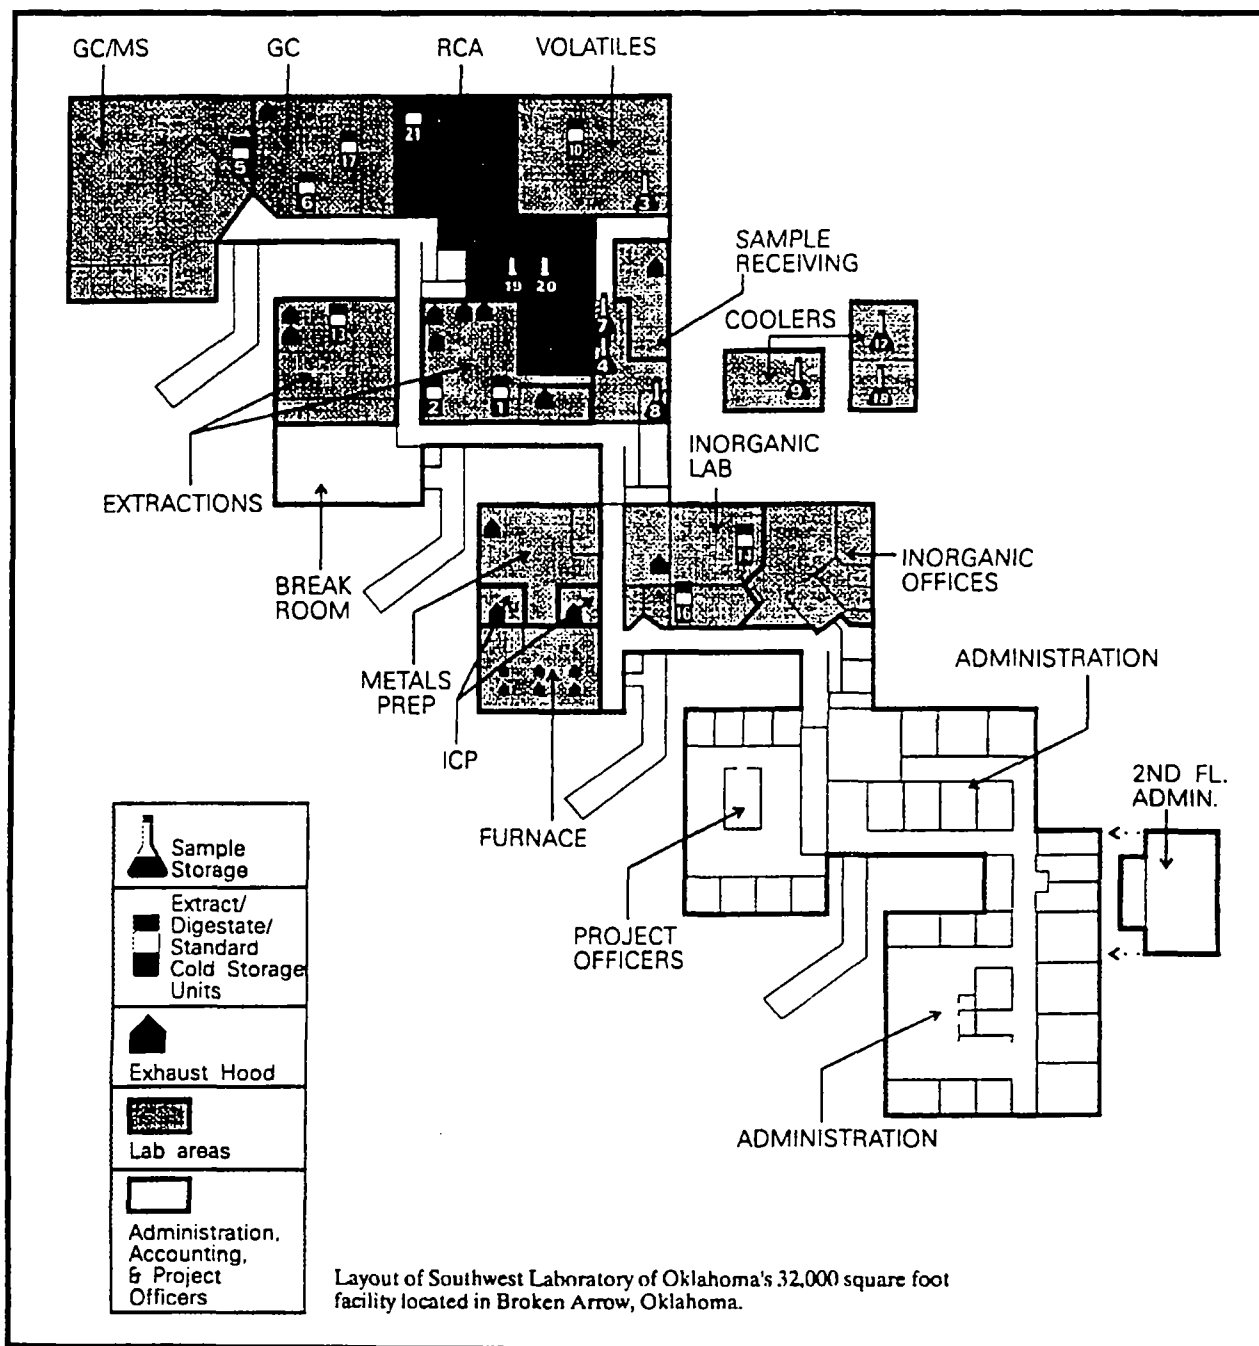 GC/MS
GC
RCA
VOLATILES
21
10
17
5
6
3
SAMPLE
RECEIVING
19 20
COOLERS
7
12
13
4
9
18
2
1
8
INORGANIC
LAB
EXTRACTIONS
INORGANIC
OFFICES
BREAK
ROOM
16
METALS
PREP
ICP
ADMINISTRATION
2ND FL.
ADMIN.
FURNACE
PROJECT
OFFICERS
ADMINISTRATION
Sample
Storage
Extract/
Digestate/
Standard
Cold Storage
Units
Exhaust Hood
Lab areas
Administration,
Accounting,
& Project
Officers
Layout of Southwest Laboratory of Oklahoma's 32,000 square foot
facility located in Broken Arrow, Oklahoma.